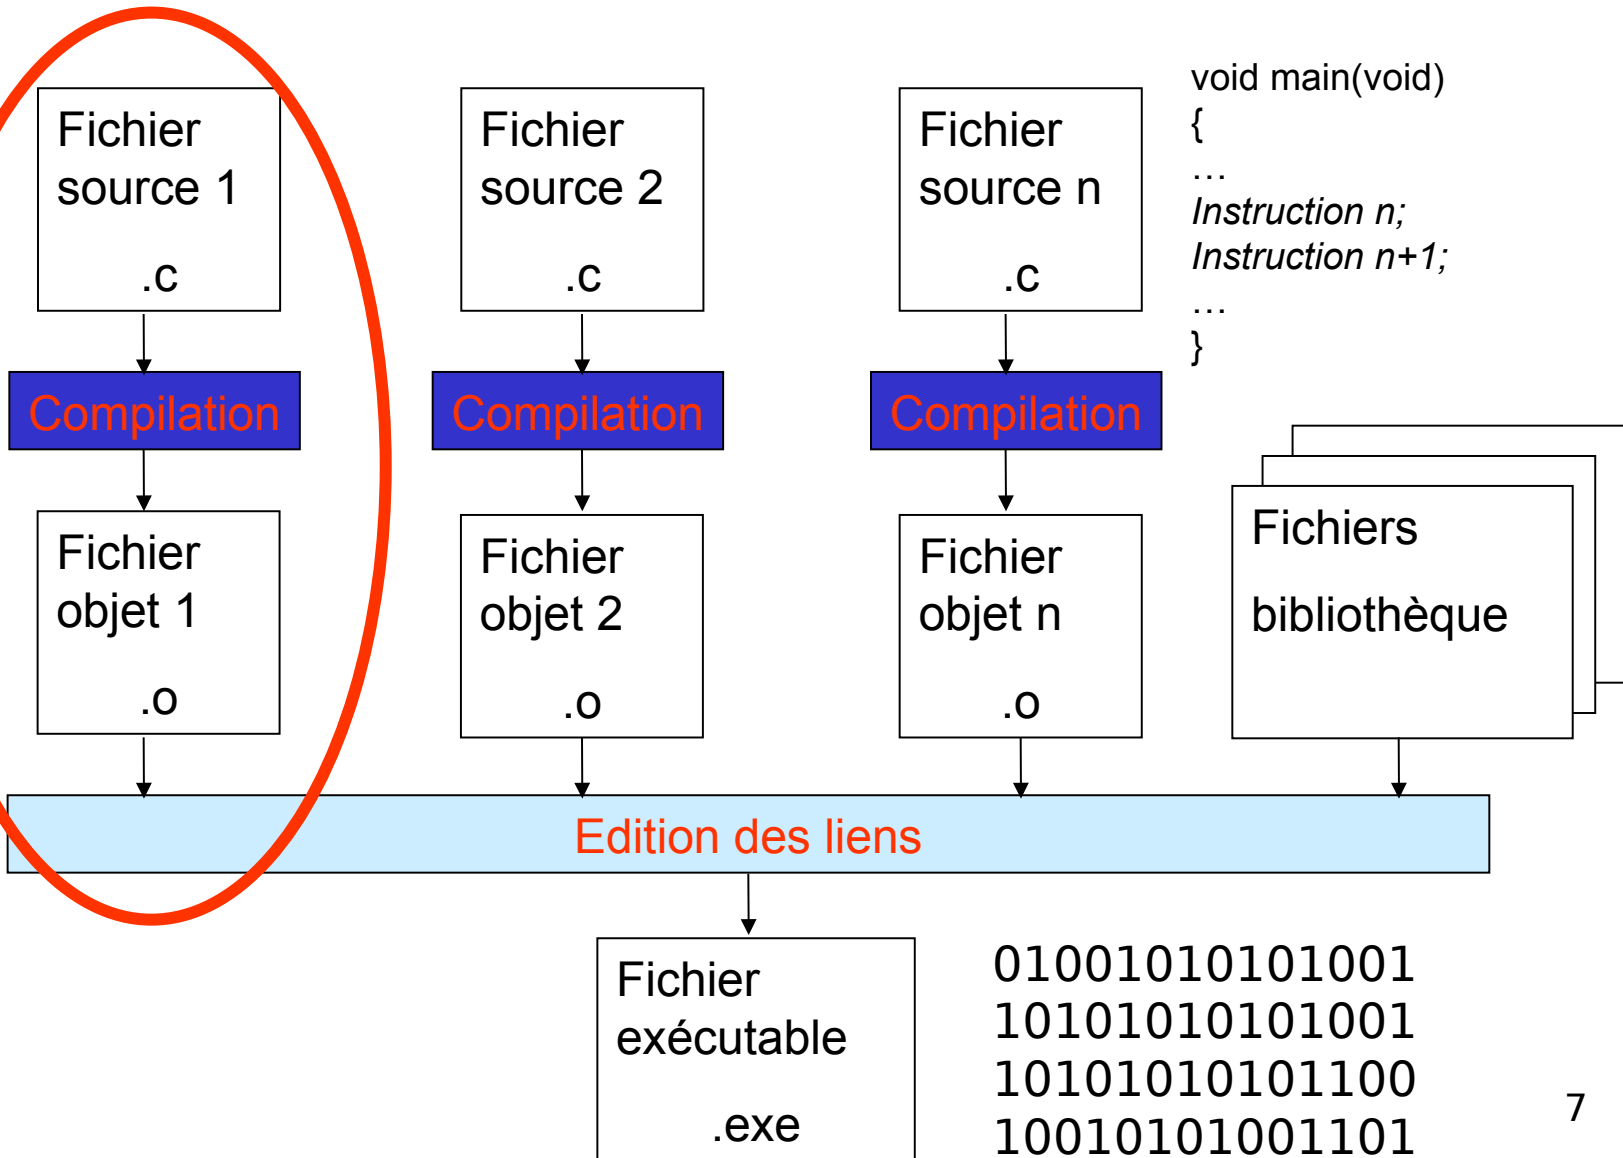 Fichier
source 1
.c
Fichier
source 2
.c
Fichier
source n
.c
void main(void)
{
…
Instruction n;
Instruction n+1;
…
}
Compilation
Compilation
Compilation
Fichier
objet 1
.o
Fichier
objet 2
.o
Fichier
objet n
.o
Fichiers
bibliothèque
Edition des liens
Fichier
exécutable
.exe
01001010101001
10101010101001
10101010101100
10010101001101
7